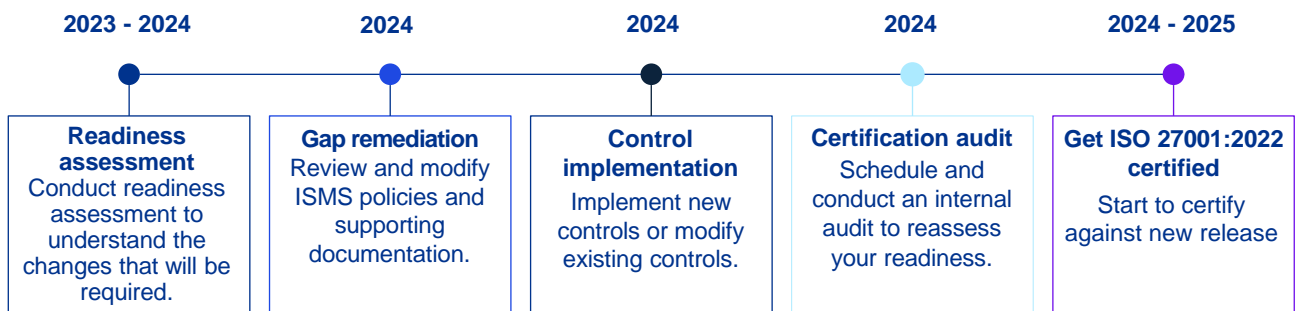 2023 - 2024
Readiness
assessment
Conduct readiness
assessment to
understand the
changes that will be
required.
2024
Gap remediation
Review and modify
ISMS policies and
supporting
documentation.
2024
Control
implementation
Implement new
controls or modify
existing controls.
2024
Certification audit
Schedule and
conduct an internal
audit to reassess
your readiness.
2024 - 2025
Get ISO 27001:2022
certified
Start to certify
against new release